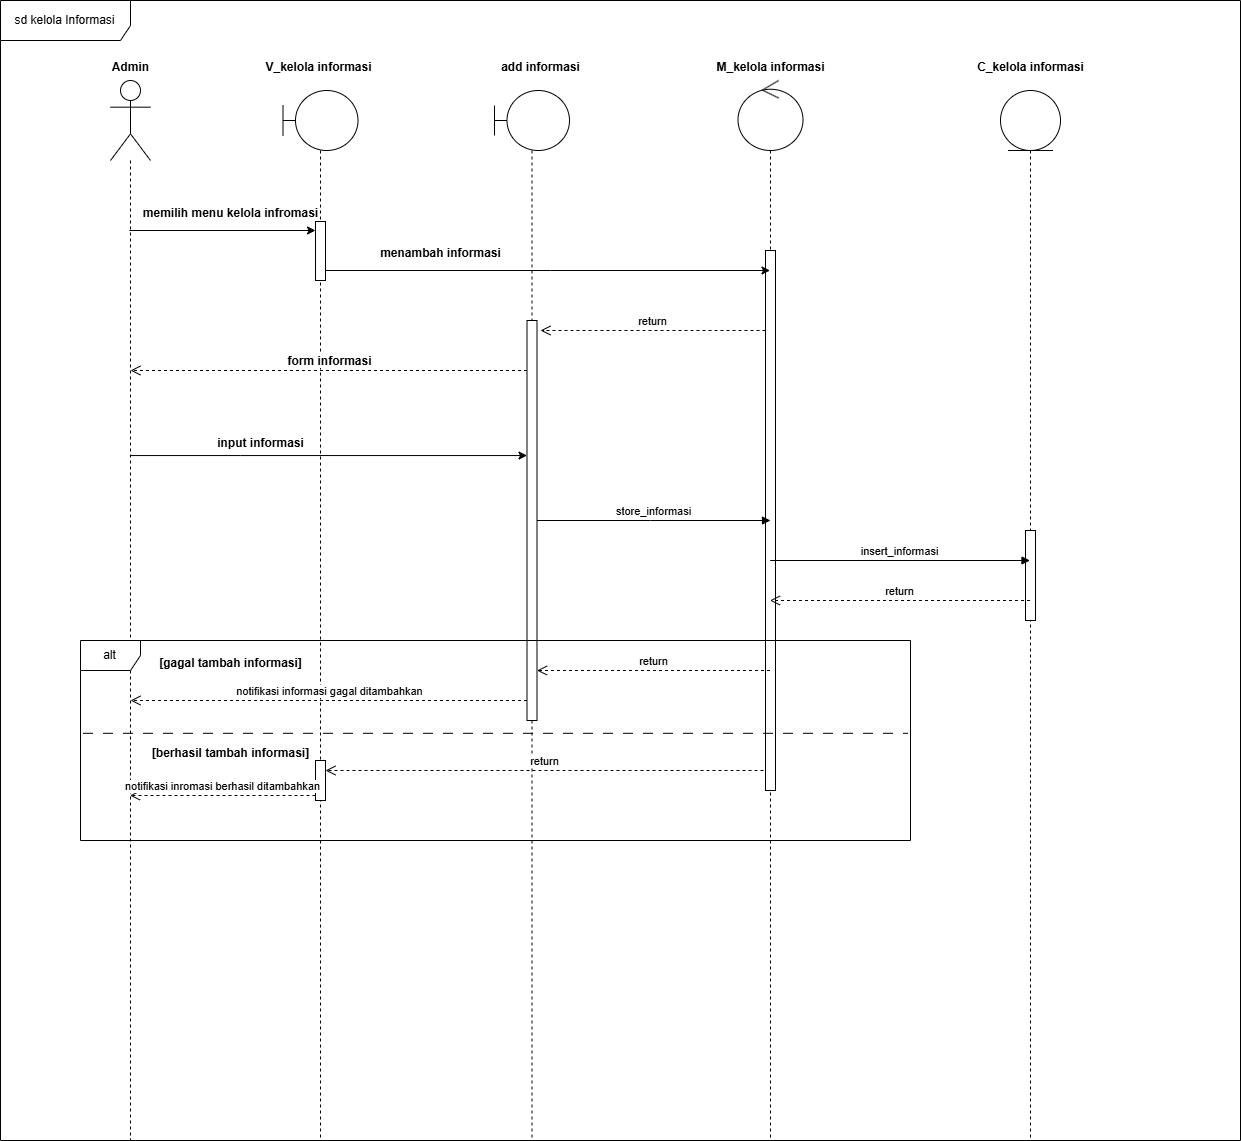 sd kelola Informasi
Admin
V_kelola informasi
add informasi
M_kelola informasi
C_kelola informasi
memilih menu kelola infromasi
menambah informasi
return
form informasi
input informasi
store_informasi
insert_informasi
return
alt
[gagal tambah informasi]
return
notifikasi informasi gagal ditambahkan
[berhasil tambah informasi]
return
notifikasi inromasi berhasil ditambahkan